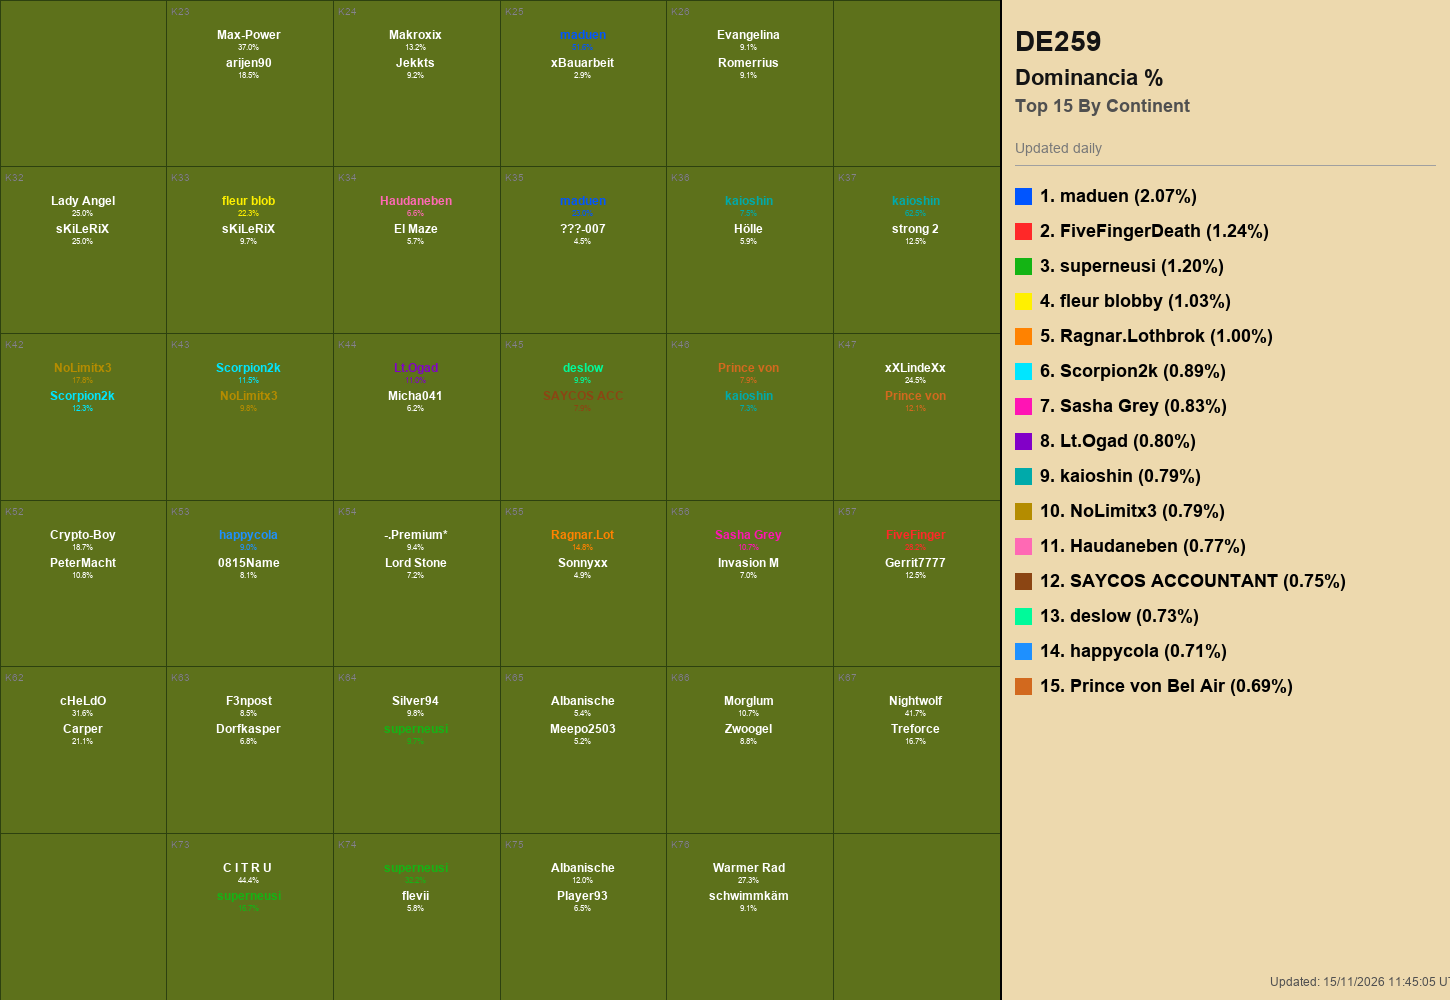 K23
Max-Power
37.0%
arijen90
18.5%
K24
Makroxix
13.2%
Jekkts
9.2%
K25
maduen
xBauarbeit
2.9%
K26
Evangelina
9.1%
Romerrius
9.1%
K32
Lady Angel
25.0%
sKiLeRiX
25.0%
K33
fleur blob
22.3%
sKiLeRiX
9.7%
K34
Haudaneben
6.6%
El Maze
5.7%
K35
maduen
???-007
4.5%
K36
kaioshin
Hölle
5.9%
K37
kaioshin
strong 2
12.5%
K42
NoLimitx3
17.8%
Scorpion2k
12.3%
K43
Scorpion2k
11.5%
NoLimitx3
9.8%
K44
Lt.Ogad
Micha041
6.2%
K45
deslow
9.9%
SAYCOS ACC
K46
Prince von
kaioshin
K47
xXLindeXx
24.5%
Prince von
12.1%
K52
Crypto-Boy
18.7%
PeterMacht
10.8%
K53
happycola
0815Name
8.1%
K54
-.Premium*
9.4%
Lord Stone
7.2%
K55
Ragnar.Lot
14.8%
Sonnyxx
4.9%
K56
Sasha Grey
Invasion M
7.0%
K57
FiveFinger
Gerrit7777
12.5%
K62
cHeLdO
31.6%
Carper
21.1%
K63
F3npost
8.5%
Dorfkasper
6.8%
K64
Silver94
9.8%
superneusi
K65
Albanische
5.4%
Meepo2503
5.2%
K66
Morglum
10.7%
Zwoogel
8.8%
K67
Nightwolf
41.7%
Treforce
16.7%
K73
C I T R U
44.4%
superneusi
K74
superneusi
flevii
5.8%
K75
Albanische
12.0%
Player93
6.5%
K76
Warmer Rad
27.3%
schwimmkäm
9.1%
DE259
Dominancia %
Top 15 By Continent
Updated daily
1. maduen (2.07%)
2. FiveFingerDeath (1.24%)
3. superneusi (1.20%)
4. fleur blobby (1.03%)
5. Ragnar.Lothbrok (1.00%)
6. Scorpion2k (0.89%)
7. Sasha Grey (0.83%)
8. Lt.Ogad (0.80%)
9. kaioshin (0.79%)
10. NoLimitx3 (0.79%)
11. Haudaneben (0.77%)
12. SAYCOS ACCOUNTANT (0.75%)
13. deslow (0.73%)
14. happycola (0.71%)
15. Prince von Bel Air (0.69%)
Updated: 15/11/2026 11:45:05 U